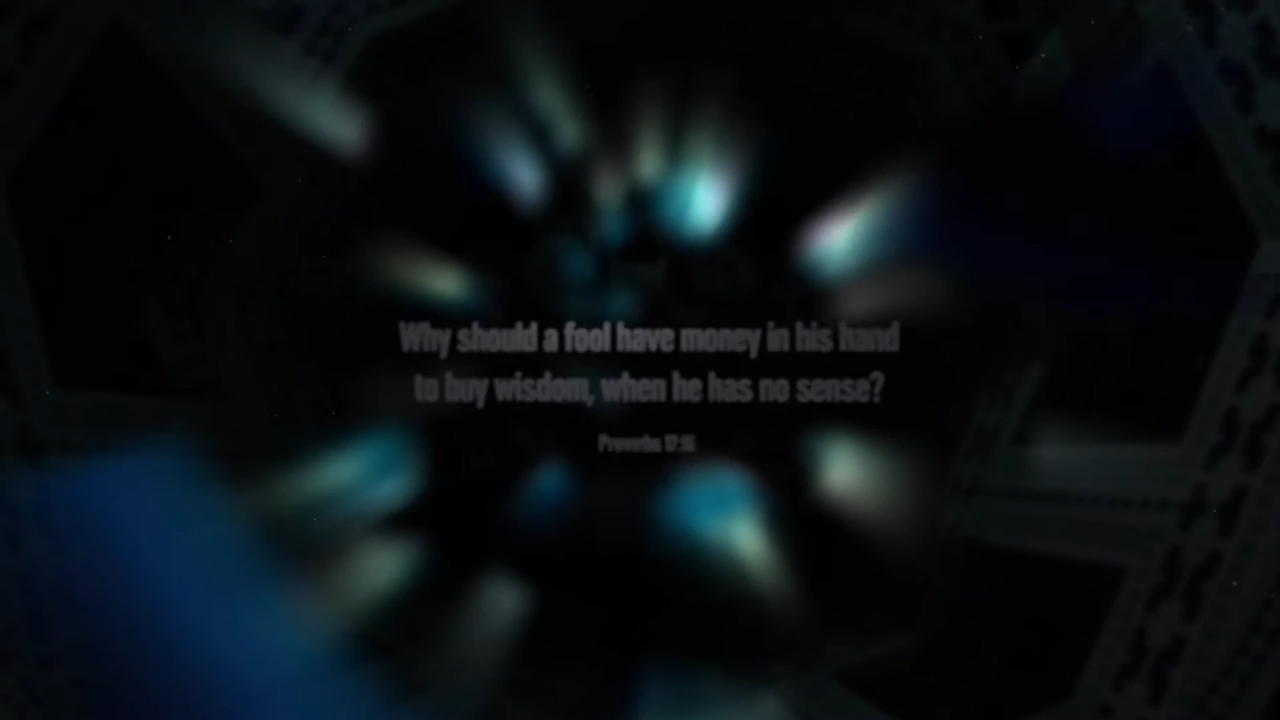 Why should a fool have money in his hand
to buy wisdom, when he has no sense?
Proverbs 17:16